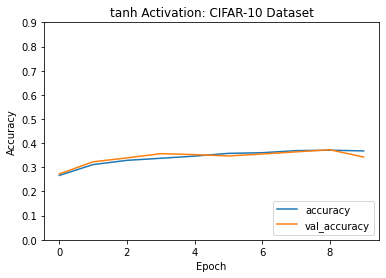 tanh Activation: CIFAR-10 Dataset
Accuracy
0.9
0.8
0.7
0.6
0.5
0.4
0.3
0.2
0.1
0.0
accuracy
val_accuracy
0 2 4 6 8
Epoch